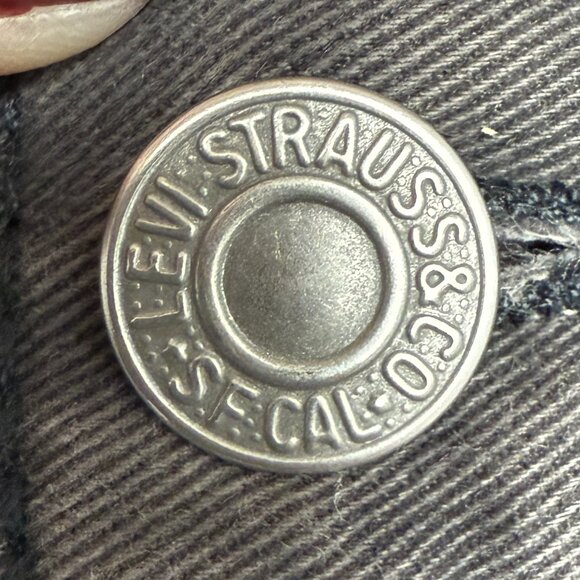 LEVI STRAUSS & CO
S.F. CAL.